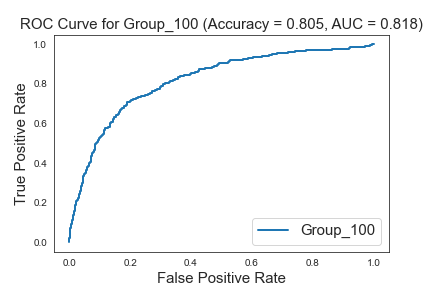 ROC Curve for Group_100 (Accuracy = 0.805, AUC = 0.818)
1.0
0.8
0.6
0.4
0.2
0.0
True Positive Rate
Group_100
0.0 0.2 0.4 0.6 0.8 1.0
False Positive Rate